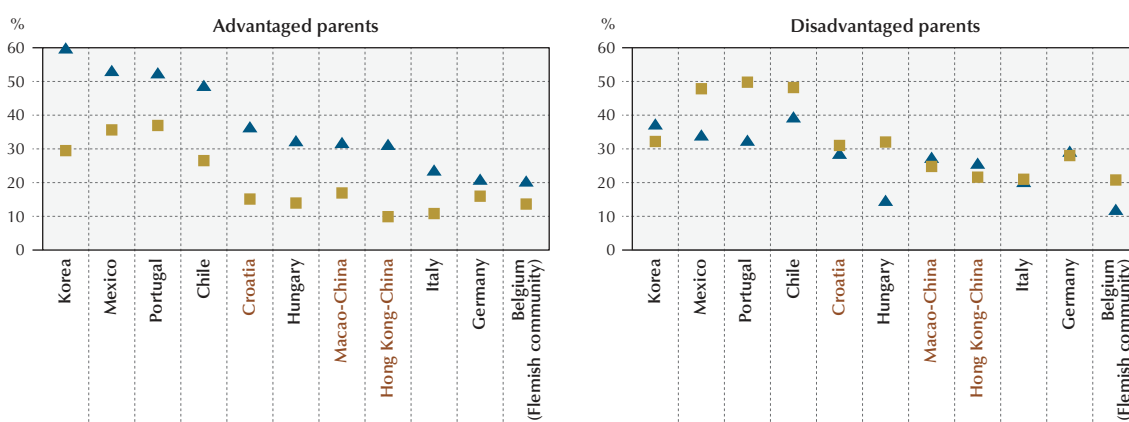 %
Advantaged parents
60
50
40
30
20
10
0
Korea
Mexico
Portugal
Chile
Croatia
Hungary
Macao-China
Hong Kong-China
Italy
Germany
Belgium
(Flemish community)
%
Disadvantaged parents
60
50
40
30
20
10
0
Korea
Mexico
Portugal
Chile
Croatia
Hungary
Macao-China
Hong Kong-China
Italy
Germany
Belgium
(Flemish community)